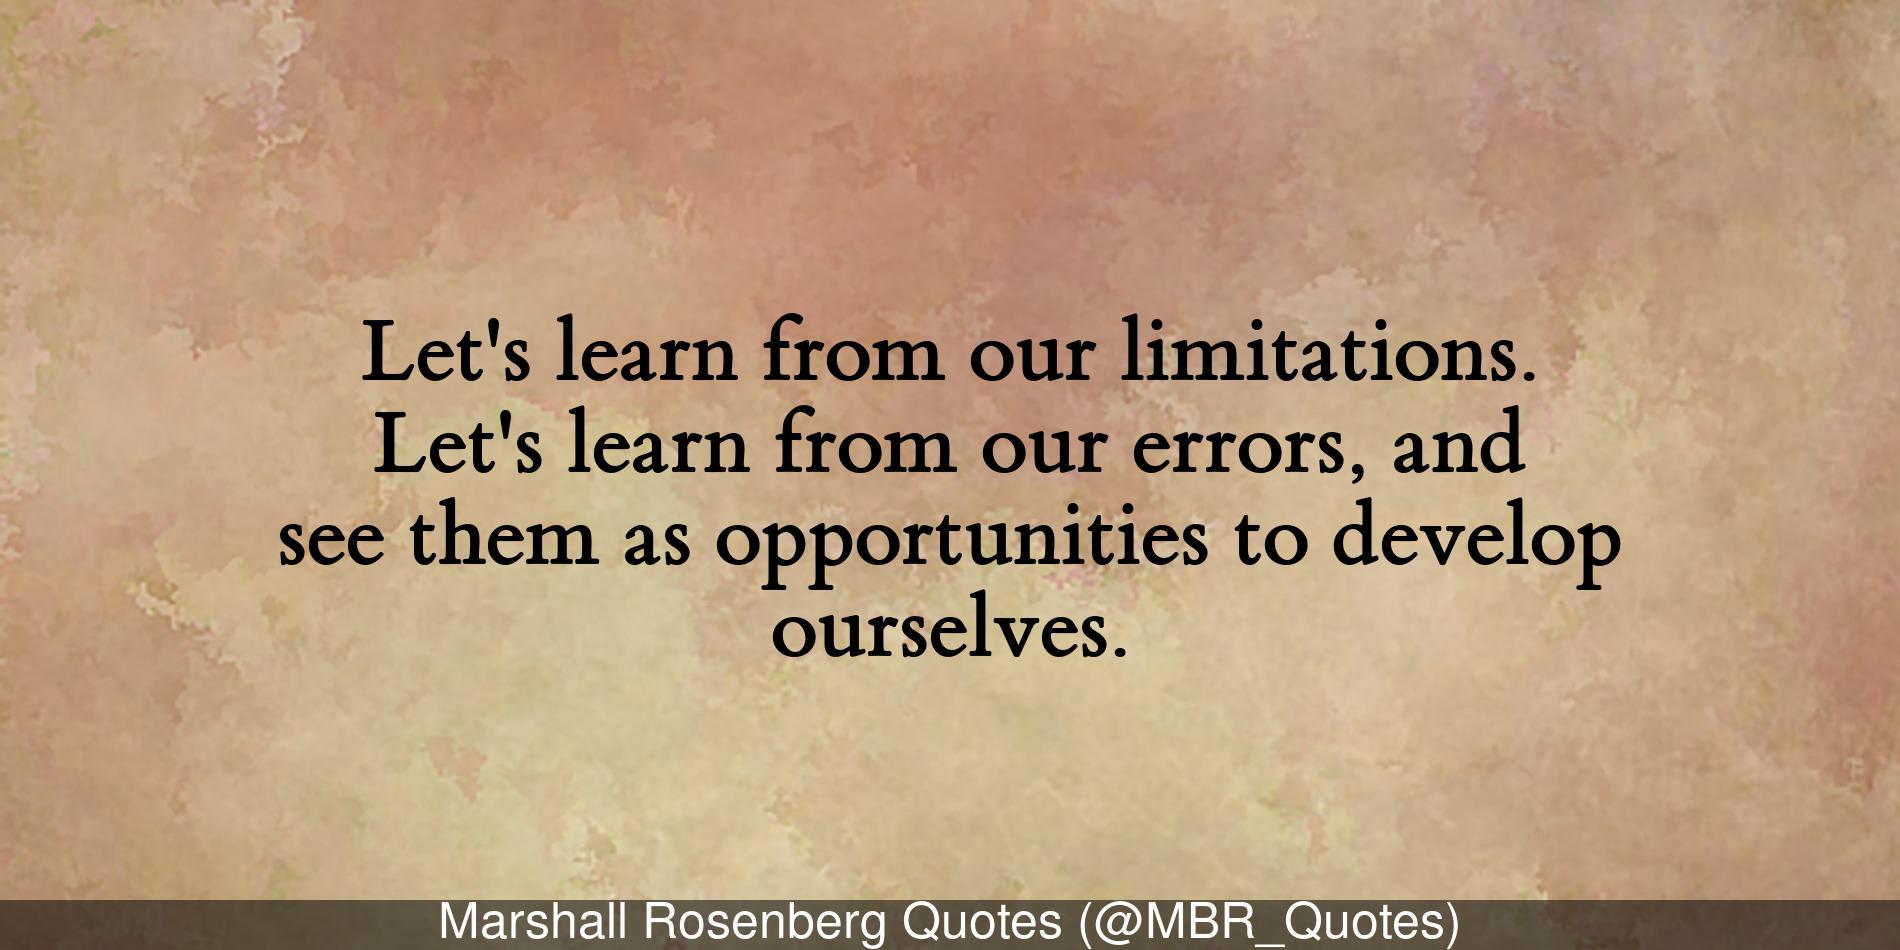 Let's learn from our limitations.
Let's learn from our errors, and
see them as opportunities to develop
ourselves.
Marshall Rosenberg Quotes (@MBR_Quotes)